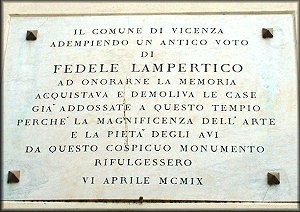 IL COMUNE DI VICENZA
ADEMPIENDO UN ANTICO VOTO
DI
FEDELE LAMPERTICO
AD ONORARNE LA MEMORIA
ACQUISTAVA E DEMOLIVA LE CASE
GIA' ADDOSSATE A QUESTO TEMPIO
PERCHÈ LA MAGNIFICENZA DELL'ARTE
E LA PIETÀ DEGLI AVI
DA QUESTO COSPICUO MONUMENTO
RIFULGESSERO
VI APRILE MCMIX